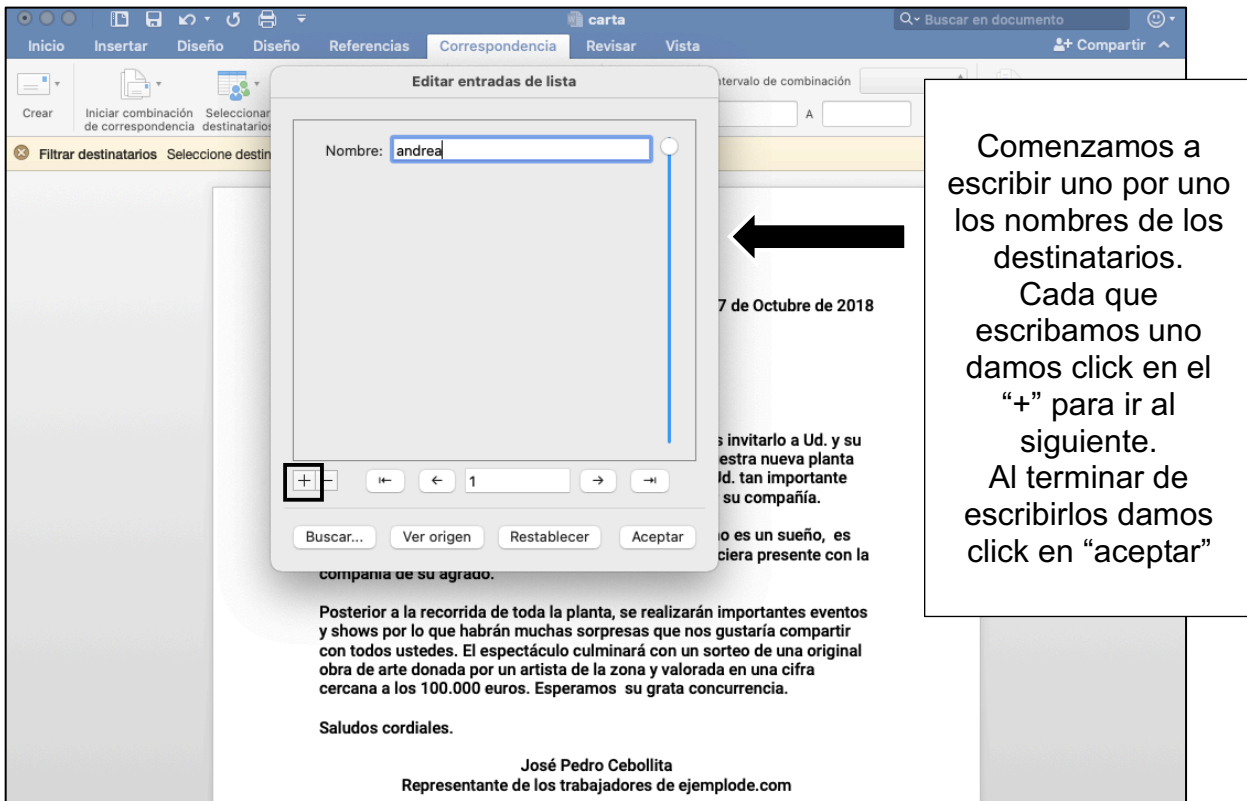 carta
Buscar en documento
Inicio Insertar Diseño Diseño Referencias Correspondencia Revisar Vista
Compartir
Crear
Iniciar combinación
de correspondencia
Seleccionar
destinatarios
Editar entradas de lista
ntervalo de combinación
A
Filtrar destinatarios Seleccione destin
Nombre: andrea
1
Buscar... Ver origen Restablecer Aceptar
7 de Octubre de 2018
s invitarlo a Ud. y su
estra nueva planta
Id. tan importante
su compañía.
o es un sueño, es
ciera presente con la
compañía de su agrado.
Posterior a la recorrida de toda la planta, se realizarán importantes eventos
y shows por lo que habrán muchas sorpresas que nos gustaría compartir
con todos ustedes. El espectáculo culminará con un sorteo de una original
obra de arte donada por un artista de la zona y valorada en una cifra
cercana a los 100.000 euros. Esperamos su grata concurrencia.
Saludos cordiales.
José Pedro Cebollita
Representante de los trabajadores de ejemplode.com
Comenzamos a
escribir uno por uno
los nombres de los
destinatarios.
Cada que
escribamos uno
damos click en el
“+” para ir al
siguiente.
Al terminar de
escribirlos damos
click en “aceptar”